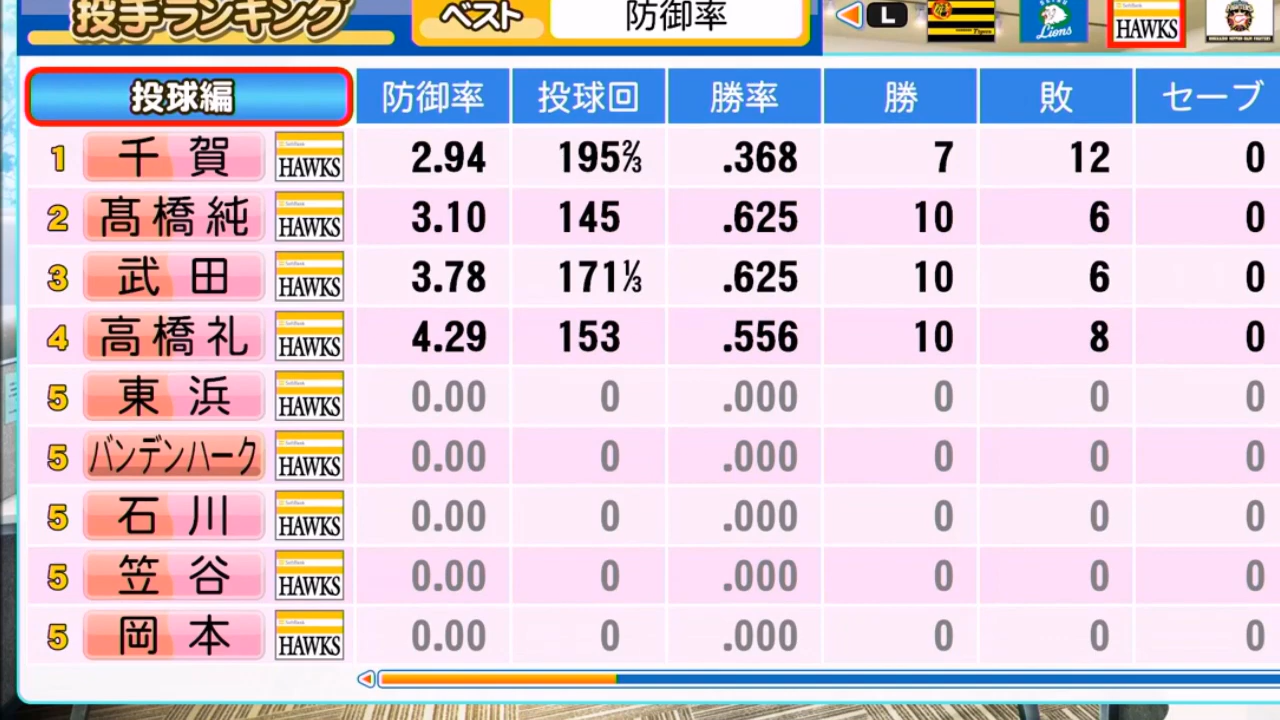 投手ランキング ベスト 防御率 L Lions HAWKS
投球編 防御率 投球回 勝率 勝 敗 セーブ
1 千賀 HAWKS 2.94 195⅔ .368 7 12 0
2 髙橋純 HAWKS 3.10 145 .625 10 6 0
3 武田 HAWKS 3.78 171⅓ .625 10 6 0
4 高橋礼 HAWKS 4.29 153 .556 10 8 0
5 東浜 HAWKS 0.00 0 .000 0 0 0
5 バンデンハーク HAWKS 0.00 0 .000 0 0 0
5 石川 HAWKS 0.00 0 .000 0 0 0
5 笠谷 HAWKS 0.00 0 .000 0 0 0
5 岡本 HAWKS 0.00 0 .000 0 0 0